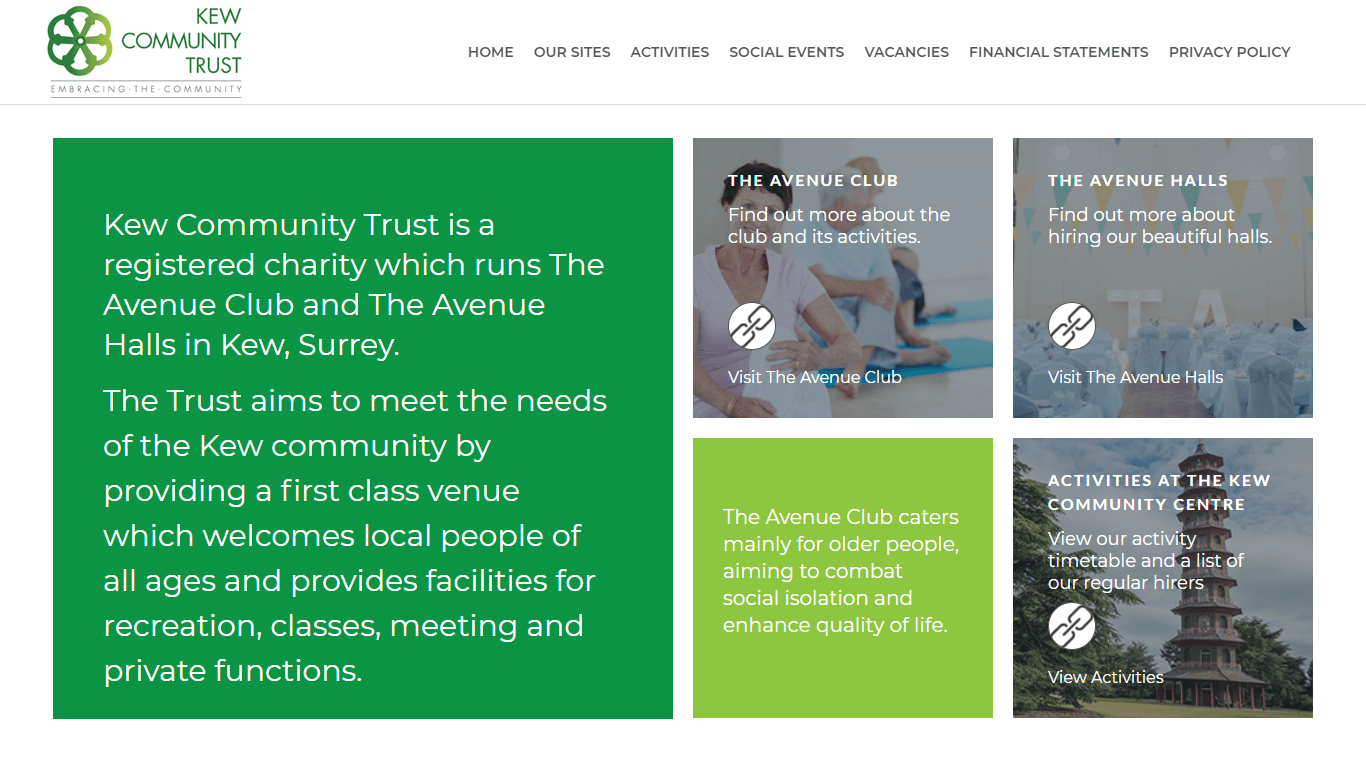 KEW
COMMUNITY
TRUST
EMBRACING·THE·COMMUNITY
HOME OUR SITES ACTIVITIES SOCIAL EVENTS VACANCIES FINANCIAL STATEMENTS PRIVACY POLICY
Kew Community Trust is a
registered charity which runs The
Avenue Club and The Avenue
Halls in Kew, Surrey.
The Trust aims to meet the needs
of the Kew community by
providing a first class venue
which welcomes local people of
all ages and provides facilities for
recreation, classes, meeting and
private functions.
THE AVENUE CLUB
Find out more about the
club and its activities.
Visit The Avenue Club
THE AVENUE HALLS
Find out more about
hiring our beautiful halls.
T A
Visit The Avenue Halls
The Avenue Club caters
mainly for older people,
aiming to combat
social isolation and
enhance quality of life.
ACTIVITIES AT THE KEW
COMMUNITY CENTRE
View our activity
timetable and a list of
our regular hirers
View Activities